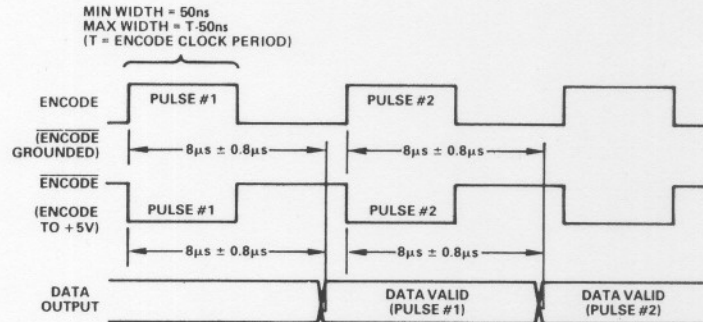 MIN WIDTH = 50ns
MAX WIDTH = T-50ns
(T = ENCODE CLOCK PERIOD)
ENCODE
PULSE #1
PULSE #2
(ENCODE
GROUNDED)
8μs ± 0.8μs
8μs ± 0.8μs
ENCODE
(ENCODE
TO +5V)
PULSE #1
PULSE #2
8μs ± 0.8μs
8μs ± 0.8μs
DATA
OUTPUT
DATA VALID
(PULSE #1)
DATA VALID
(PULSE #2)